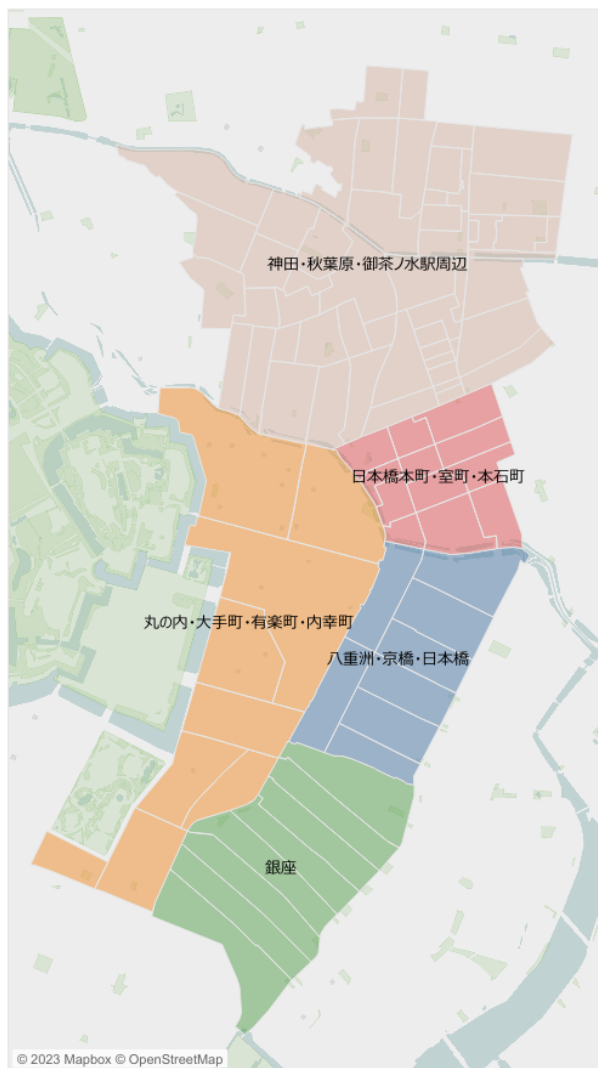 神田・秋葉原・御茶ノ水駅周辺
日本橋本町・室町・本石町
丸の内・大手町・有楽町・内幸町
八重洲・京橋・日本橋
銀座
© 2023 Mapbox © OpenStreetMap